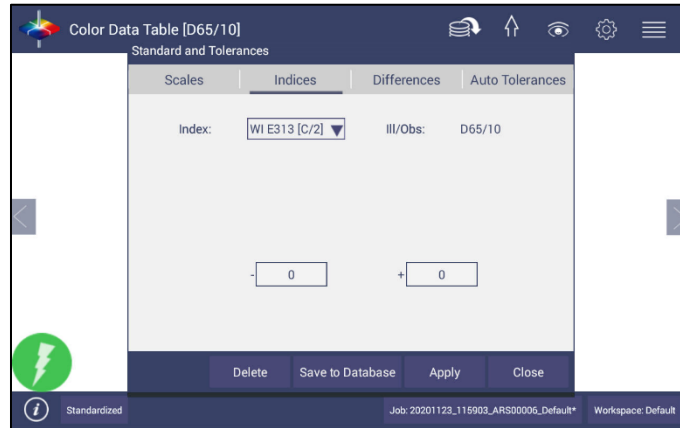 Color Data Table [D65/10]
Standard and Tolerances
Scales Indices Differences Auto Tolerances
Index: WI E313 [C/2] Ill/Obs: D65/10
- 0 + 0
Delete Save to Database Apply Close
i Standardized Job: 20201123_115903_ARS00006_Default* Workspace: Default